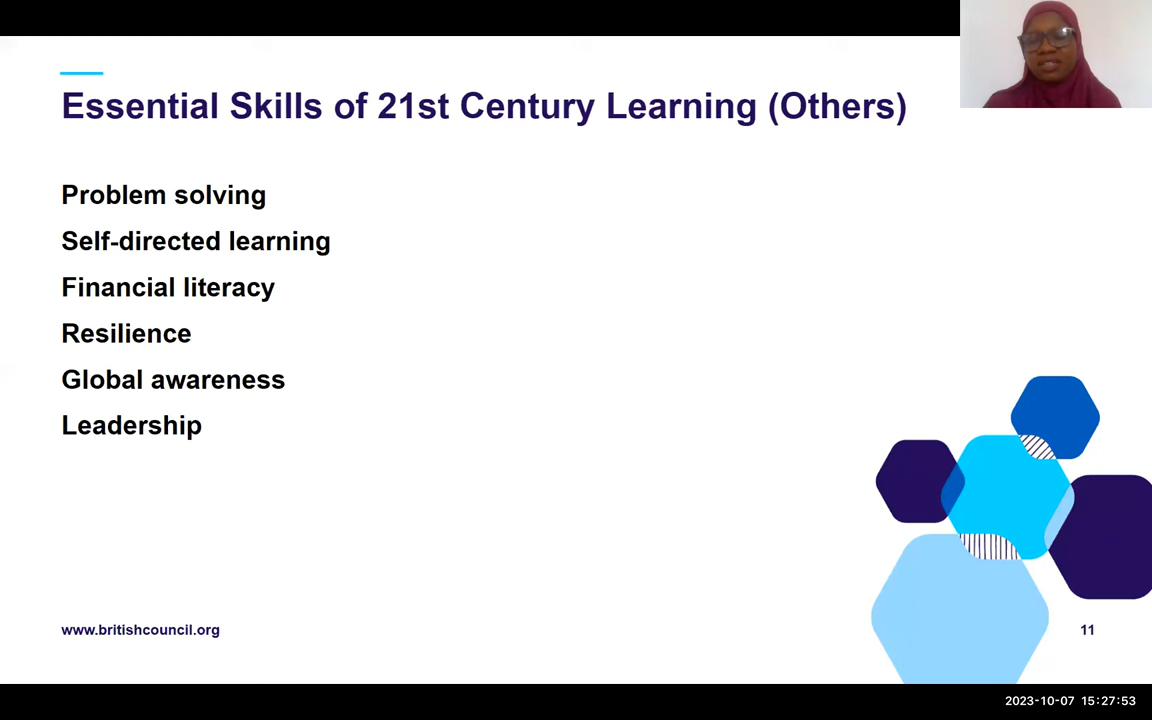 Essential Skills of 21st Century Learning (Others)
Problem solving
Self-directed learning
Financial literacy
Resilience
Global awareness
Leadership
www.britishcouncil.org
11
2023-10-07 15:27:53